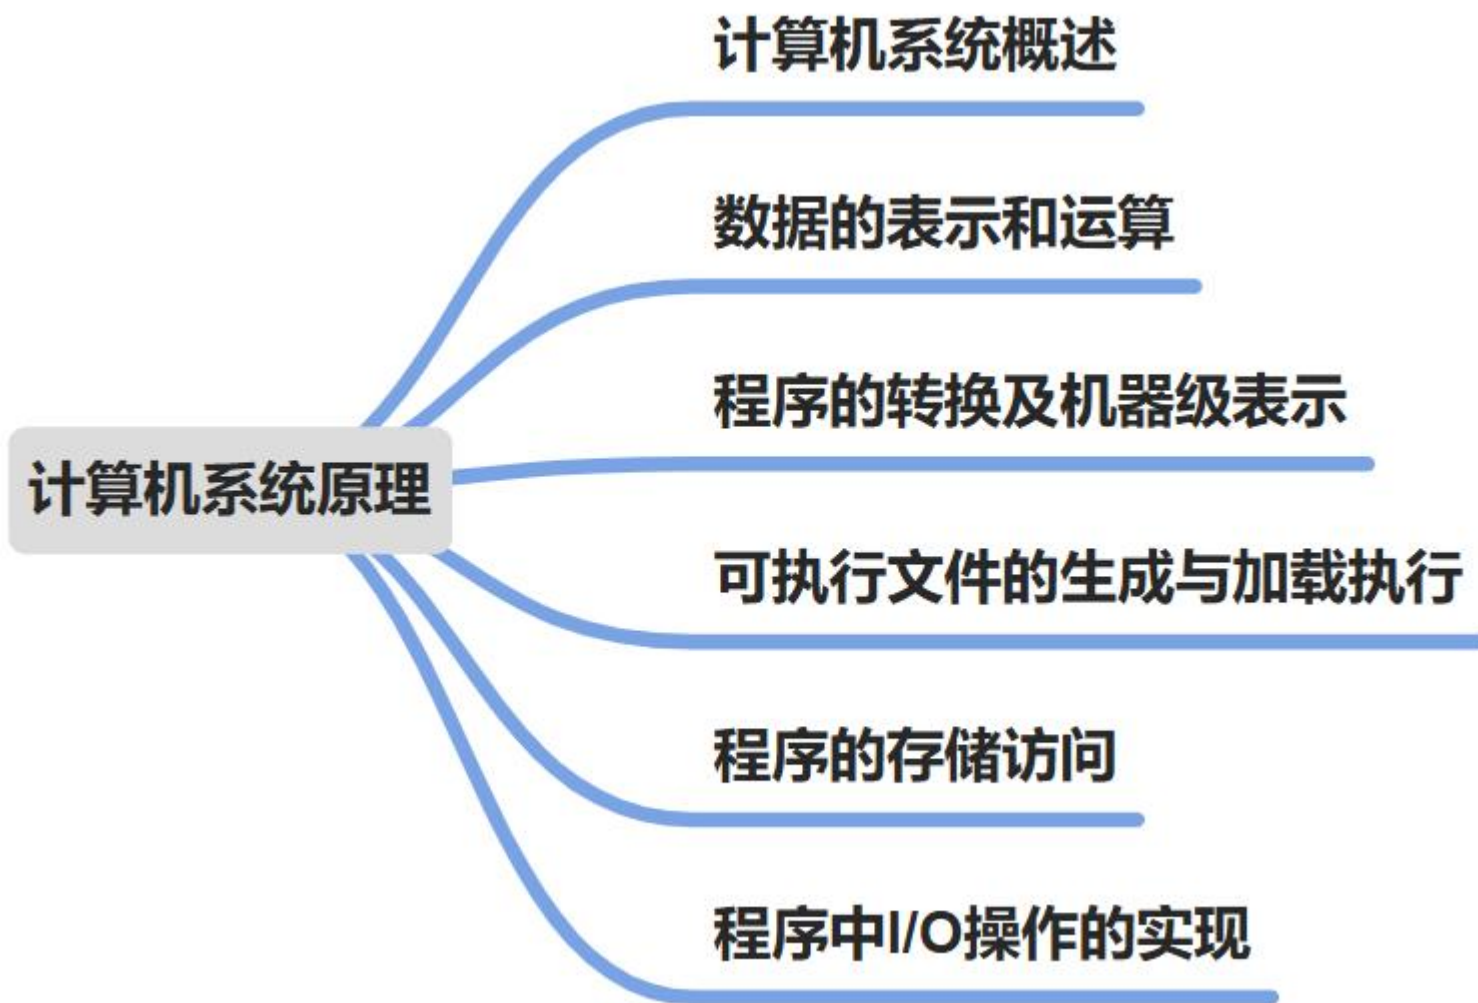 计算机系统原理
计算机系统概述
数据的表示和运算
程序的转换及机器级表示
可执行文件的生成与加载执行
程序的存储访问
程序中I/O操作的实现